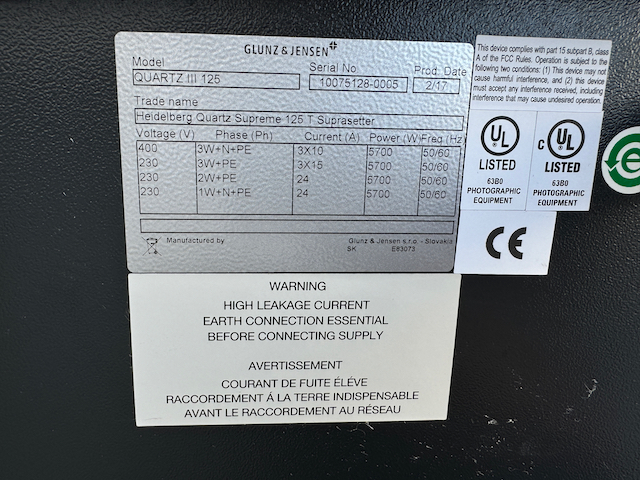 GLUNZ & JENSEN
Model Serial No. Prod. Date
QUARTZ III 125 10075128-0005 2/17
Trade name
Heidelberg Quartz Supreme 125 T Suprasetter
Voltage (V) Phase (Ph) Current (A) Power (W) Freq (Hz)
400 3W+N+PE 3X10 5700 50/60
230 3W+PE 3X15 5700 50/60
230 2W+PE 24 5700 50/60
230 1W+N+PE 24 5700 50/60
Manufactured by Glunz & Jensen s.r.o. - Slovakia
SK E83073
This device complies with part 15 subpart B, class
A of the FCC Rules. Operation is subject to the
following two conditions: (1) This device may not
cause harmful interference, and (2) this device
must accept any interference received, including
interference that may cause undesired operation.
UL
LISTED
63B0
PHOTOGRAPHIC
EQUIPMENT
C UL
LISTED
63B0
PHOTOGRAPHIC
EQUIPMENT
CE
e
WARNING
HIGH LEAKAGE CURRENT
EARTH CONNECTION ESSENTIAL
BEFORE CONNECTING SUPPLY
AVERTISSEMENT
COURANT DE FUITE ÉLÉVE
RACCORDEMENT Á LA TERRE INDISPENSABLE
AVANT LE RACCORDEMENT AU RÉSEAU